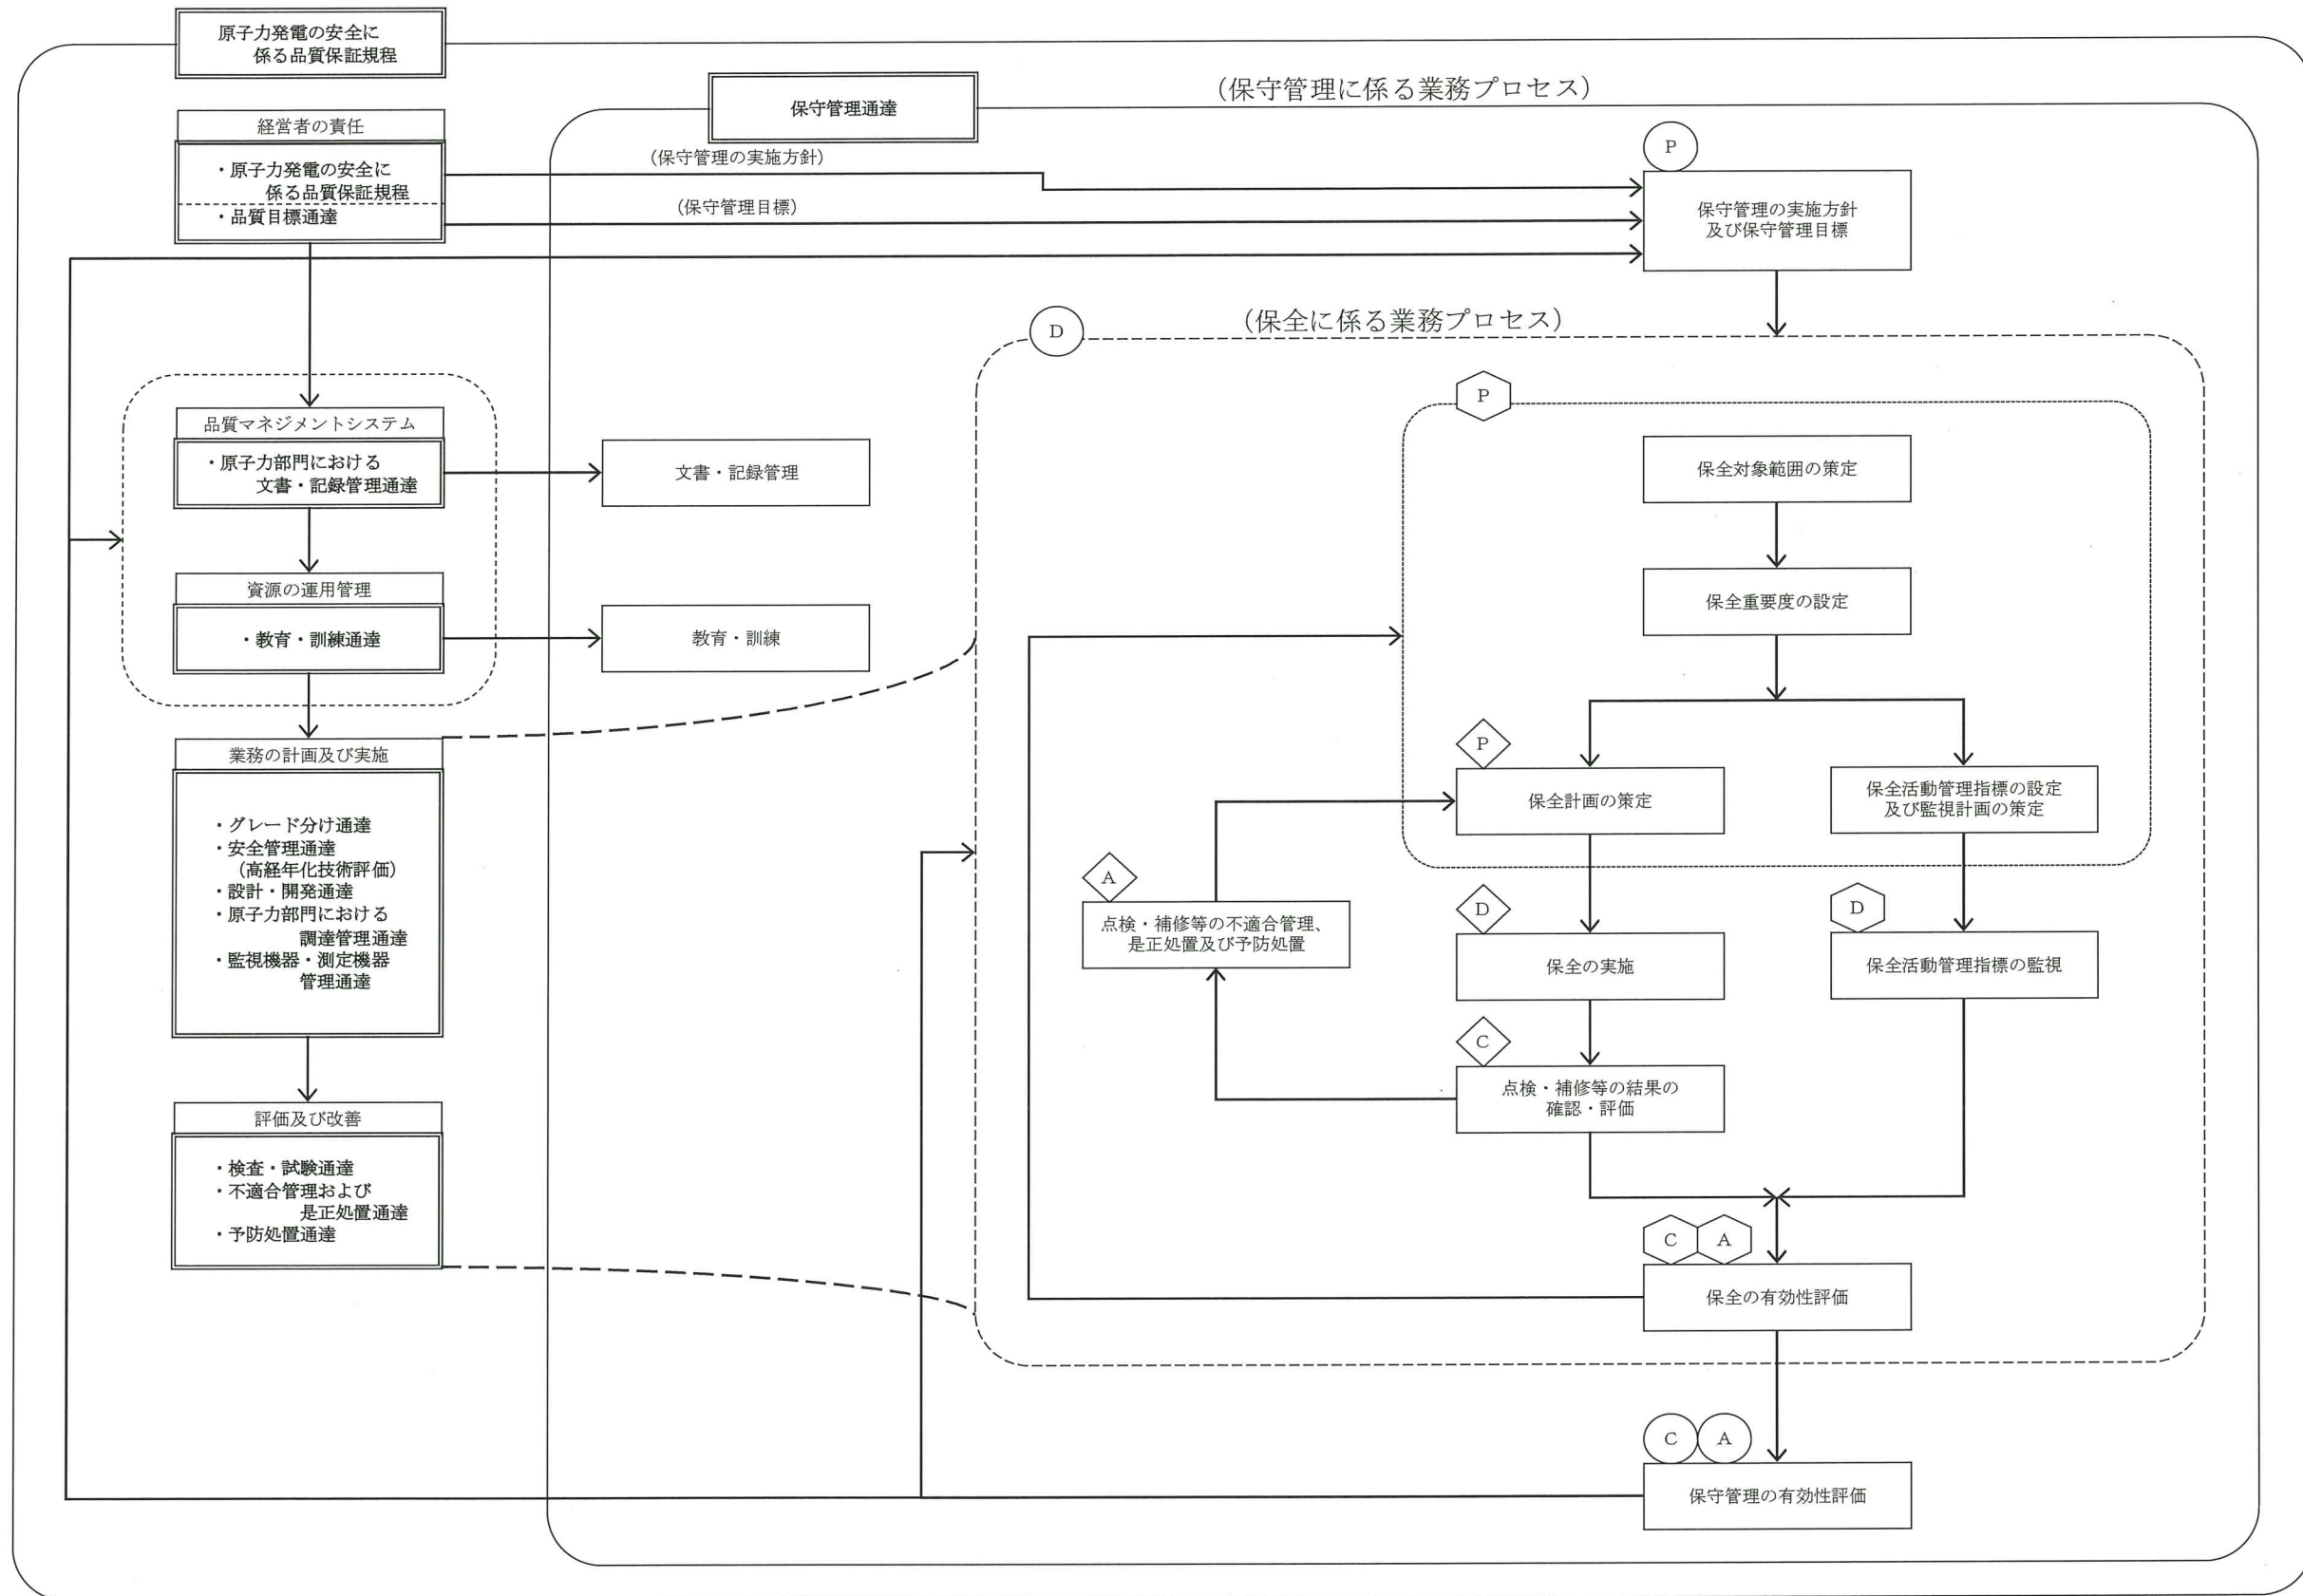 原子力発電の安全に
係る品質保証規程
保守管理通達
(保守管理に係る業務プロセス)
経営者の責任
・原子力発電の安全に
係る品質保証規程
・品質目標通達
(保守管理の実施方針)
(保守管理目標)
P
保守管理の実施方針
及び保守管理目標
品質マネジメントシステム
・原子力部門における
文書・記録管理通達
文書・記録管理
資源の運用管理
・教育・訓練通達
教育・訓練
業務の計画及び実施
・グレード分け通達
・安全管理通達
(高経年化技術評価)
・設計・開発通達
・原子力部門における
調達管理通達
・監視機器・測定機器
管理通達
評価及び改善
・検査・試験通達
・不適合管理および
是正処置通達
・予防処置通達
D
(保全に係る業務プロセス)
P
保全対象範囲の策定
保全重要度の設定
P
保全計画の策定
保全活動管理指標の設定
及び監視計画の策定
A
点検・補修等の不適合管理、
是正処置及び予防処置
D
保全の実施
D
保全活動管理指標の監視
C
点検・補修等の結果の
確認・評価
C A
保全の有効性評価
C A
保守管理の有効性評価